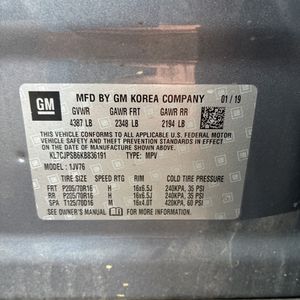 GM
MFD BY GM KOREA COMPANY 01 / 19
GVWR GAWR FRT GAWR RR
4387 LB 2348 LB 2194 LB
THIS VEHICLE CONFORMS TO ALL APPLICABLE U.S. FEDERAL MOTOR
VEHICLE SAFETY, BUMPER, AND THEFT PREVENTION STANDARDS IN
EFFECT ON THE DATE OF MANUFACTURE SHOWN ABOVE.
KL7CJPSB6KB836191 TYPE: MPV
MODEL : 1JV76
TIRE SIZE SPEED RTG RIM COLD TIRE PRESSURE
FRT P205/70R16 H 16x6.5J 240KPA, 35 PSI
RR P205/70R16 H 16x6.5J 240KPA, 35 PSI
SPA T125/70D16 M 16x4.0T 420KPA, 60 PSI
SEE OWNER'S MANUAL FOR MORE INFORMATION.